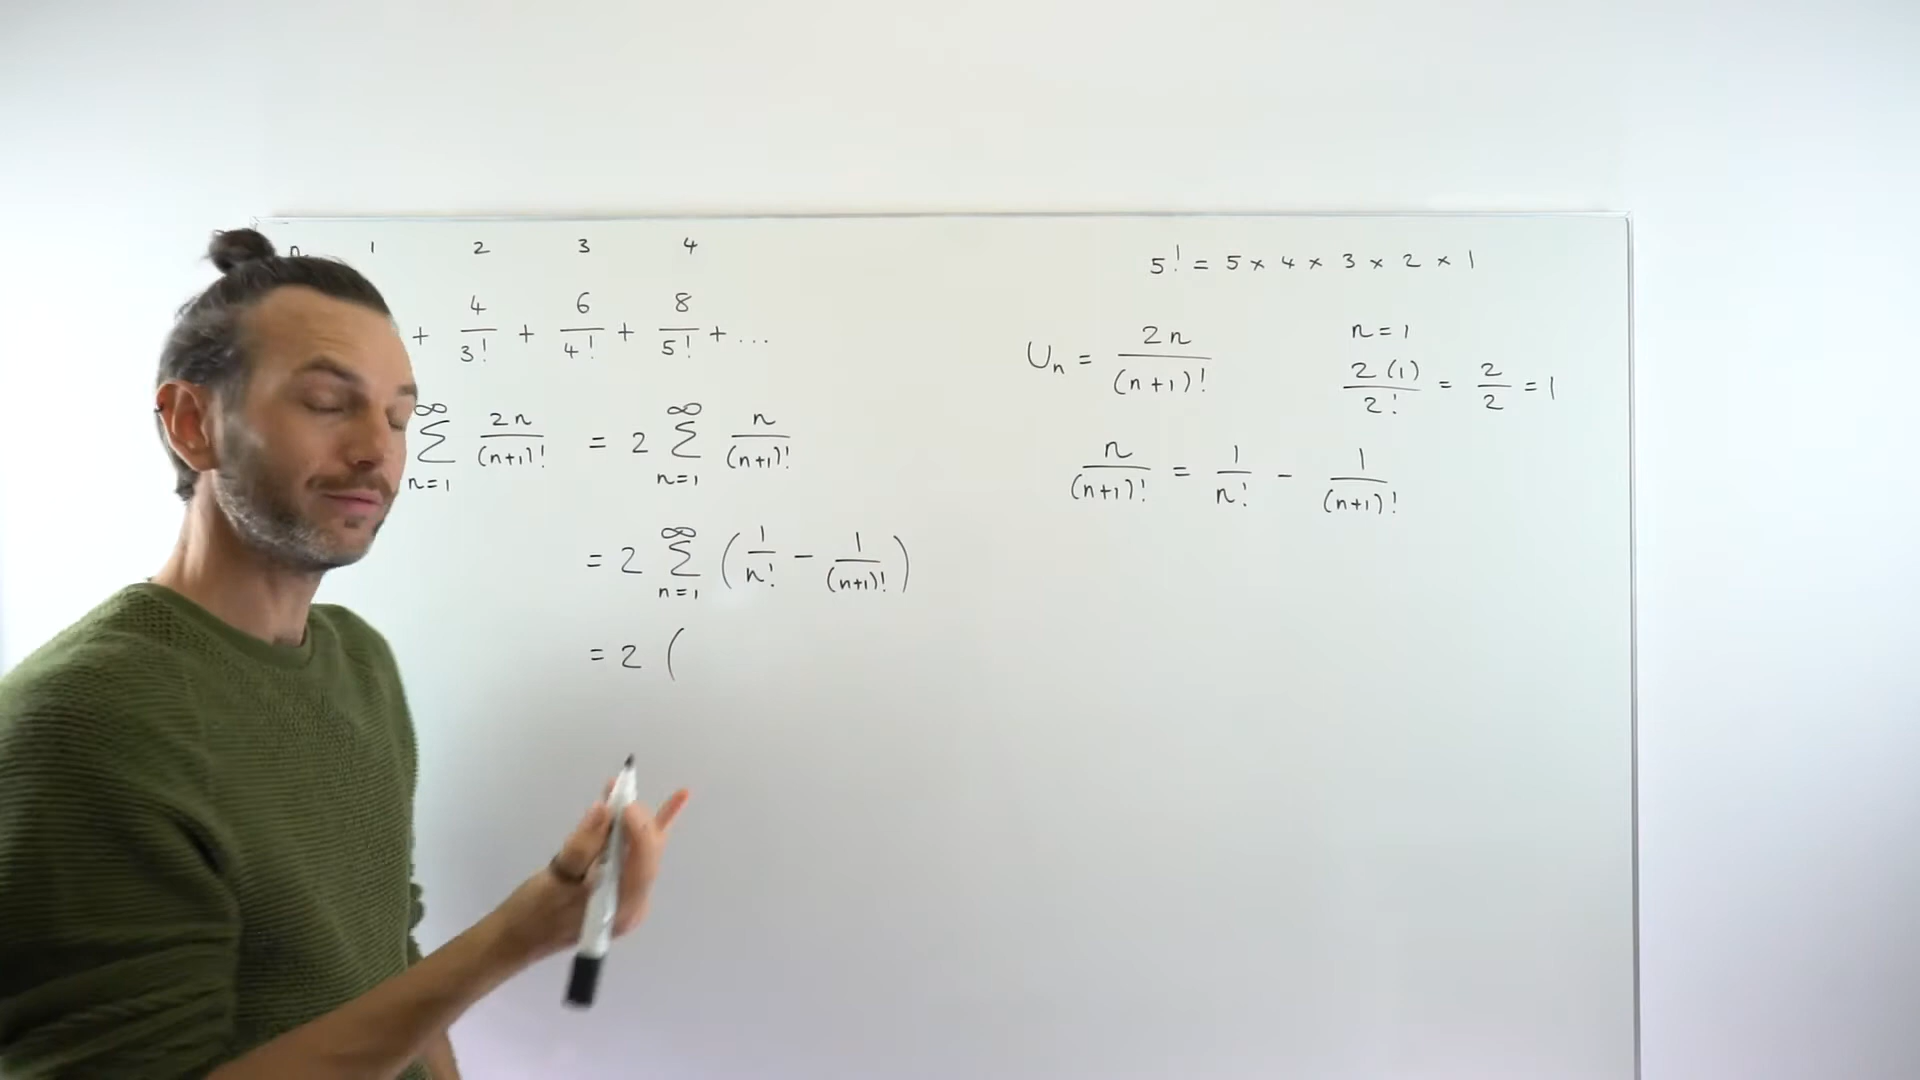 n 1 2 3 4
+ 4/3! + 6/4! + 8/5! + ...
∞ Σ n=1 2n/(n+1)! = 2 ∞ Σ n=1 n/(n+1)!
= 2 ∞ Σ n=1 (1/n! - 1/(n+1)!)
= 2 (
5! = 5 × 4 × 3 × 2 × 1
Un = 2n/(n+1)!
n = 1
2(1)/2! = 2/2 = 1
n/(n+1)! = 1/n! - 1/(n+1)!